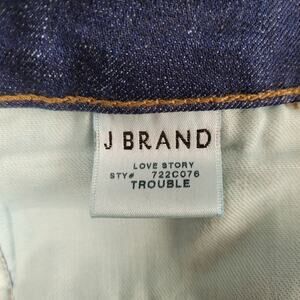 J BRAND
LOVE STORY
STY# 722C076
TROUBLE